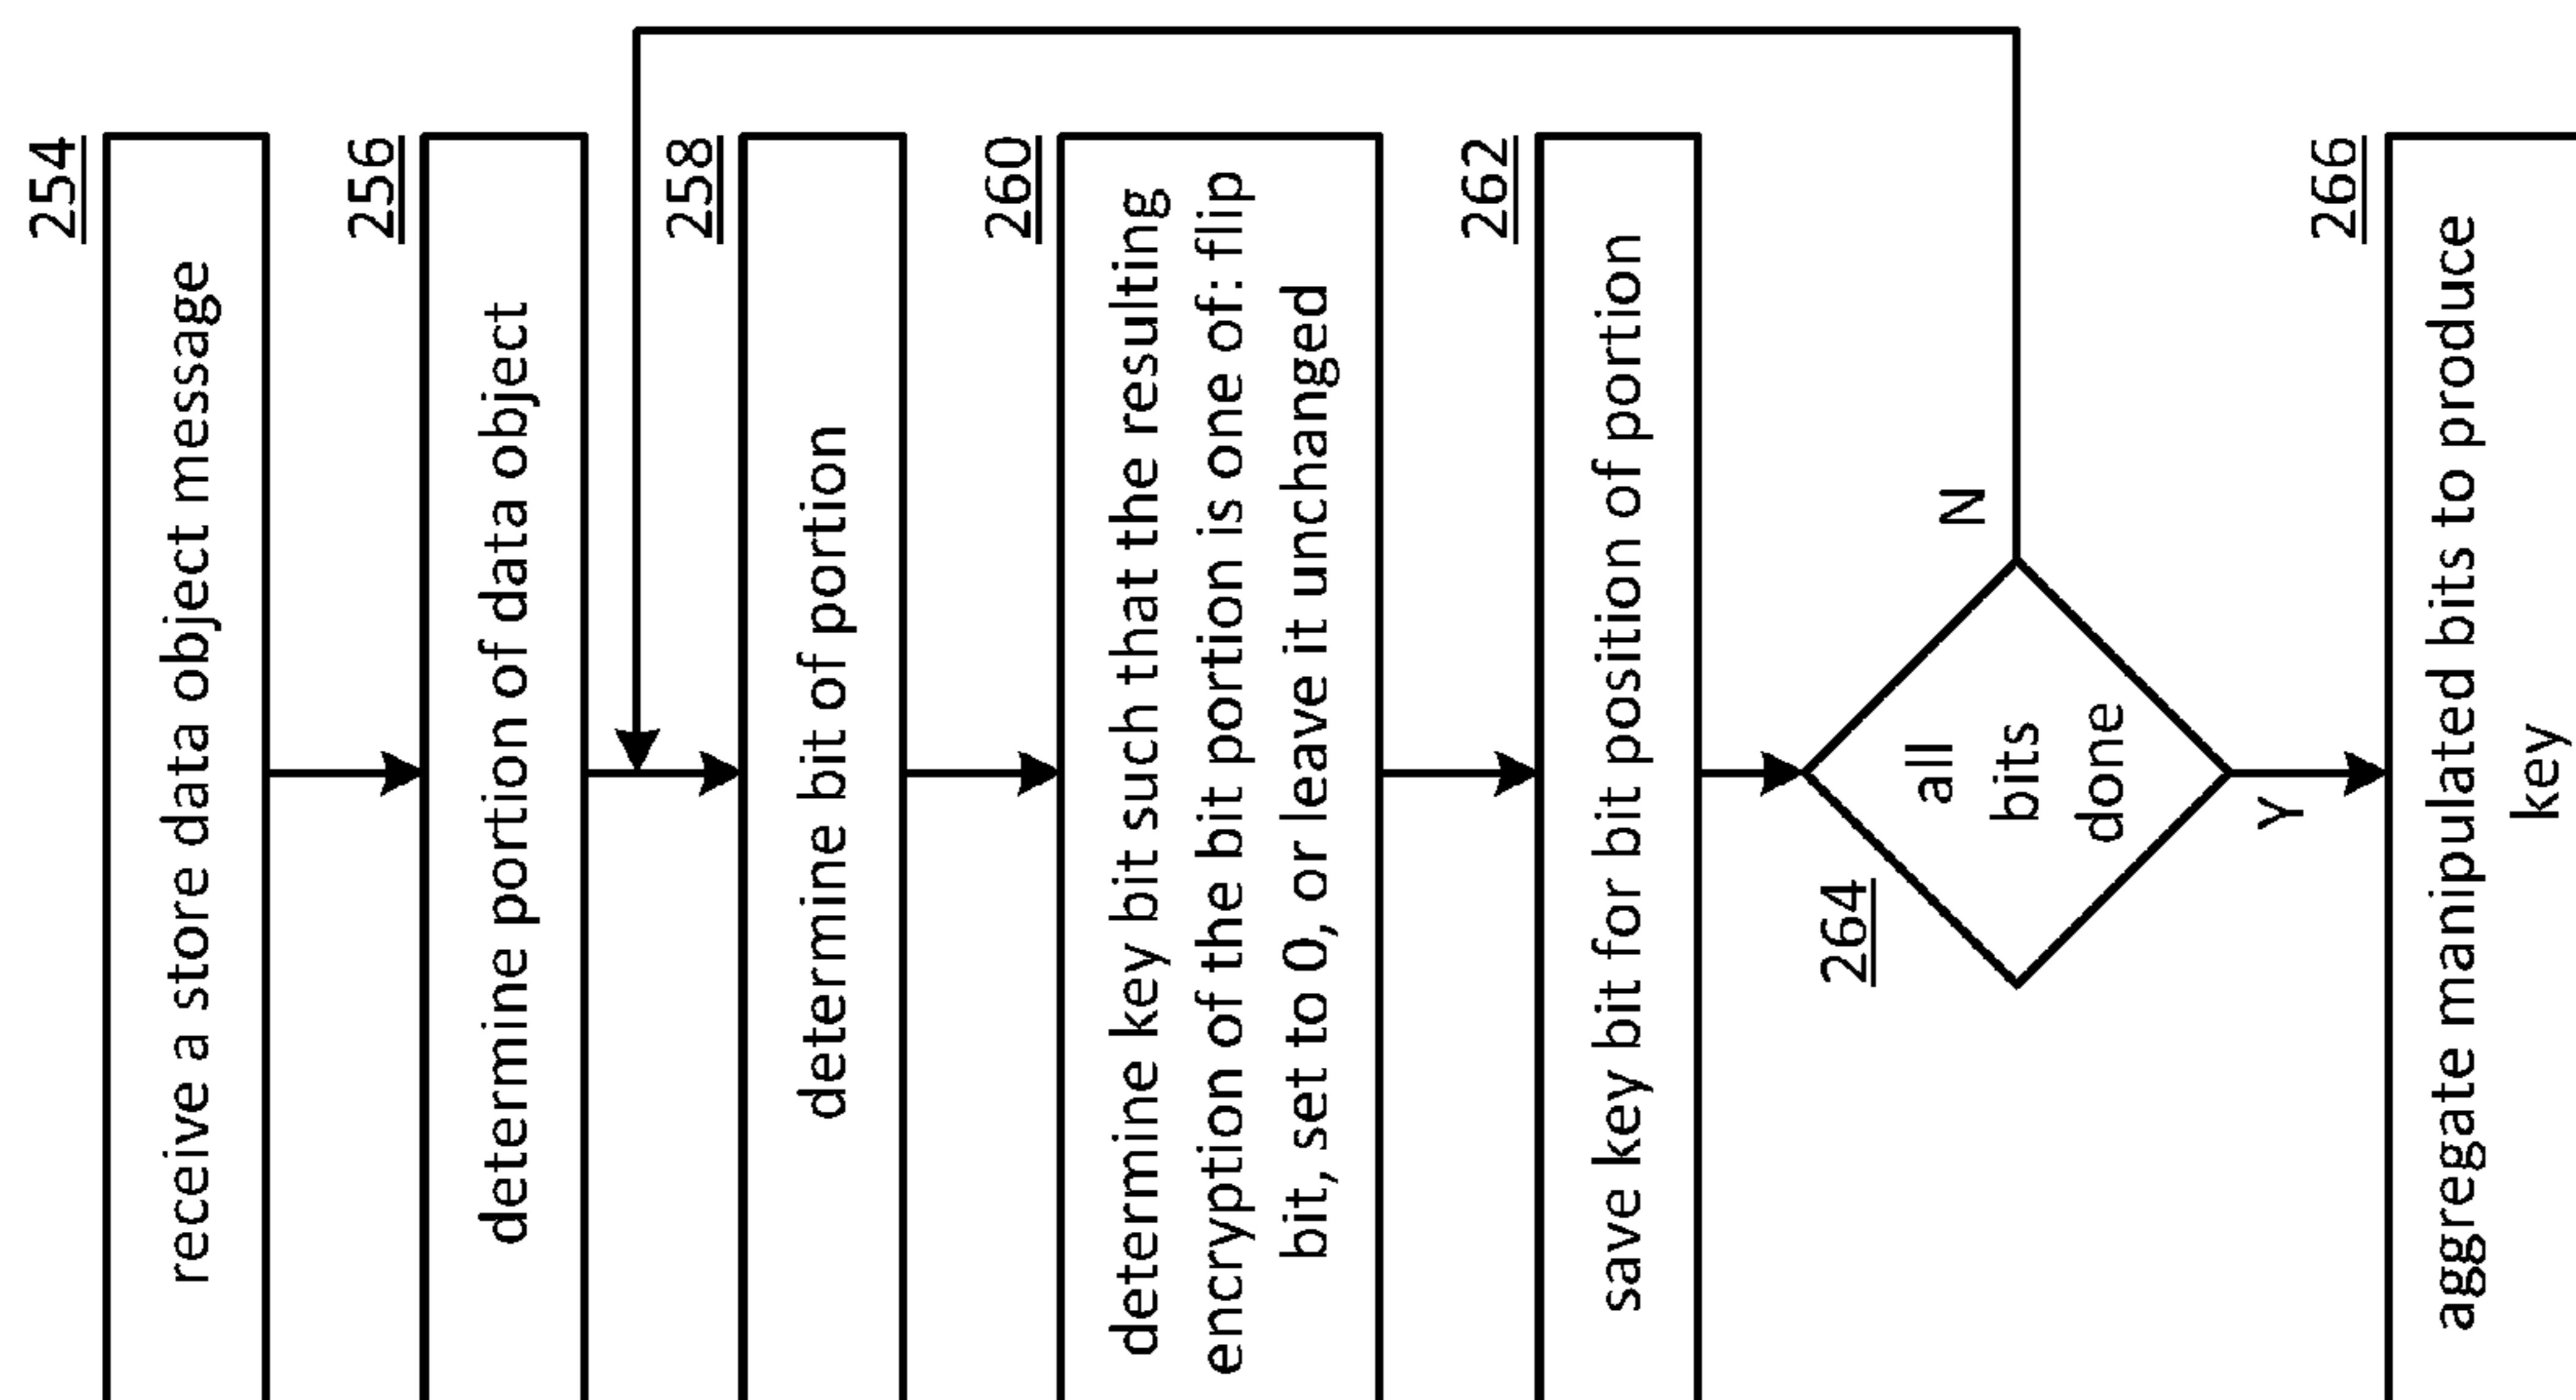 254
receive a store data object message
256
determine portion of data object
258
determine bit of portion
260
determine key bit such that the resulting
encryption of the bit portion is one of: flip
bit, set to 0, or leave it unchanged
262
save key bit for bit position of portion
264
all
bits
done
N
Y
266
aggregate manipulated bits to produce
key